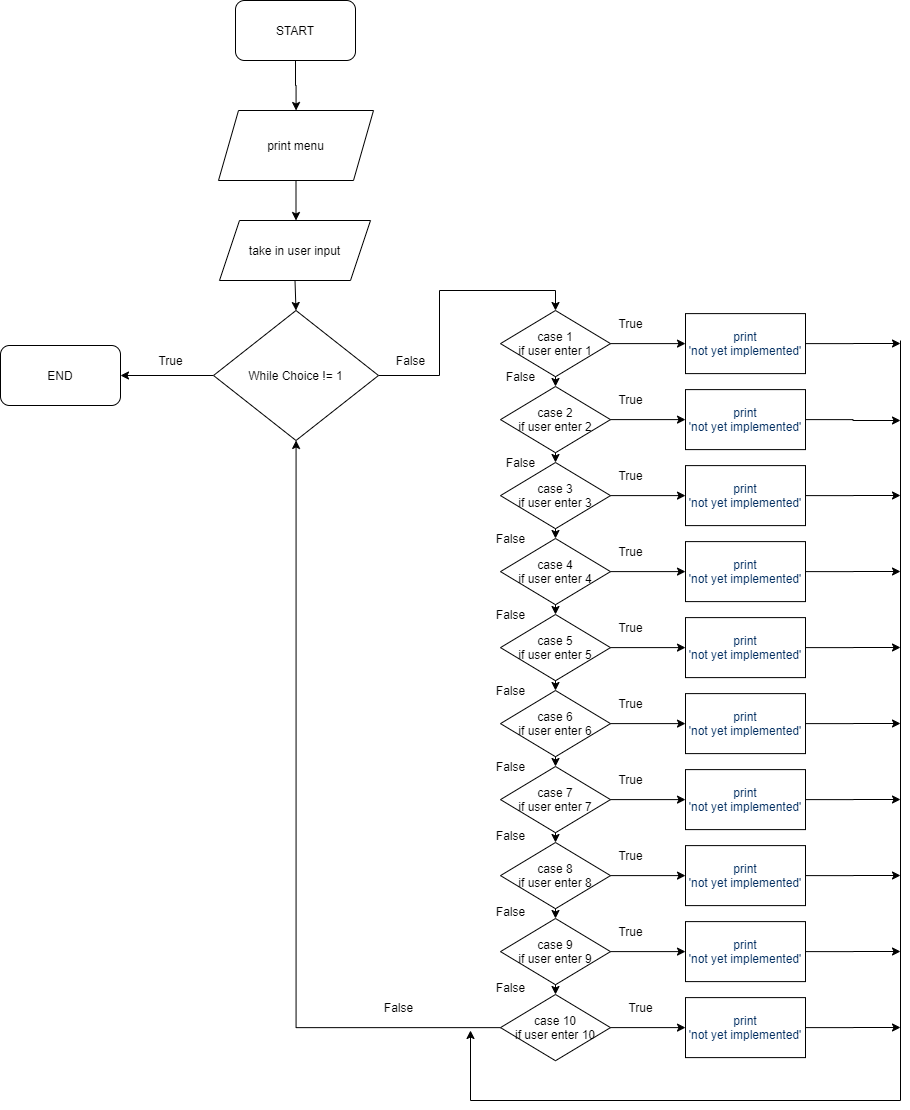 START
print menu
take in user input
While Choice != 1
True
False
END
case 1
if user enter 1
True
print
'not yet implemented'
False
case 2
if user enter 2
True
print
'not yet implemented'
False
case 3
if user enter 3
True
print
'not yet implemented'
False
case 4
if user enter 4
True
print
'not yet implemented'
False
case 5
if user enter 5
True
print
'not yet implemented'
False
case 6
if user enter 6
True
print
'not yet implemented'
False
case 7
if user enter 7
True
print
'not yet implemented'
False
case 8
if user enter 8
True
print
'not yet implemented'
False
case 9
if user enter 9
True
print
'not yet implemented'
False
case 10
if user enter 10
True
print
'not yet implemented'
False